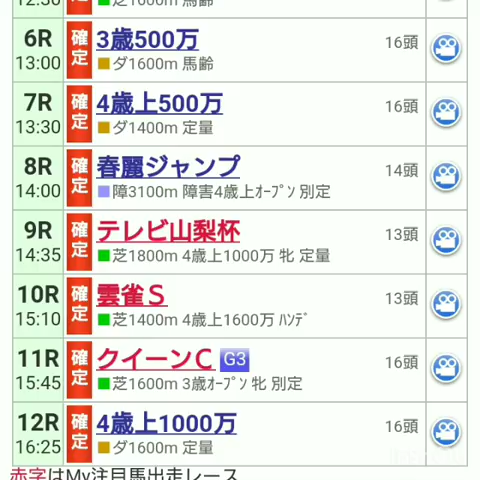 12:30 芝1600m 馬齢
6R 確定 3歳500万 16頭
13:00 ダ1600m 馬齢
7R 確定 4歳上500万 16頭
13:30 ダ1400m 定量
8R 確定 春麗ジャンプ 14頭
14:00 障3100m 障害4歳上ｵｰﾌﾟﾝ 別定
9R 確定 テレビ山梨杯 13頭
14:35 芝1800m 4歳上1000万 牝 定量
10R 確定 雲雀Ｓ 13頭
15:10 芝1400m 4歳上1600万 ﾊﾝﾃﾞ
11R 確定 クイーンＣ G3 16頭
15:45 芝1600m 3歳ｵｰﾌﾟﾝ 牝 別定
12R 確定 4歳上1000万 16頭
16:25 ダ1600m 定量
赤字はMy注目馬出走レース